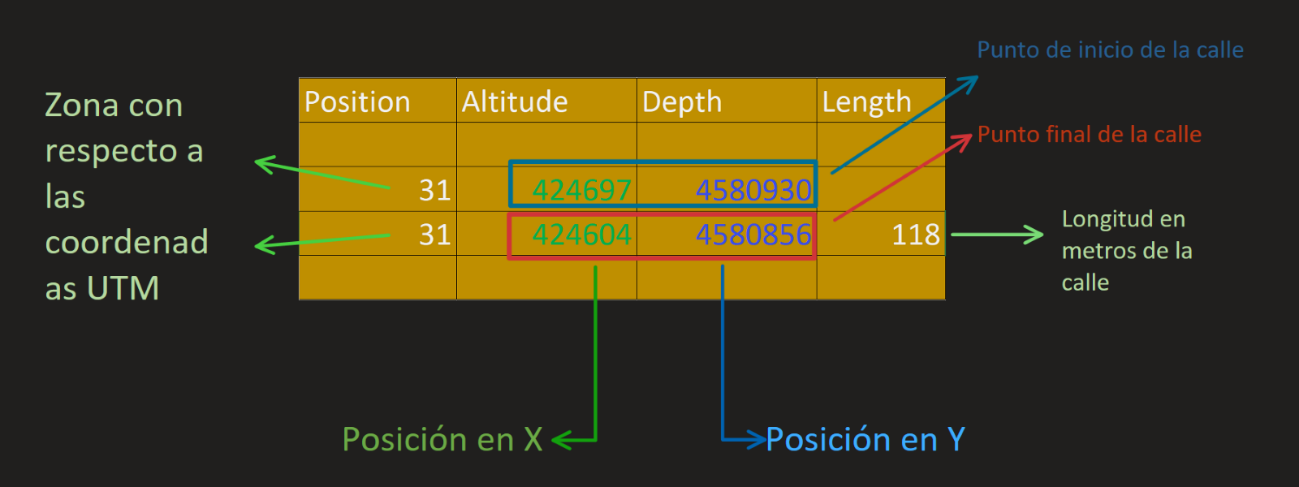 Punto de inicio de la calle
Zona con
respecto a
las
coordenad
as UTM
Position Altitude Depth Length
Punto final de la calle
31 424697 4580930
31 424604 4580856 118
Longitud en
metros de la
calle
Posición en X
Posición en Y